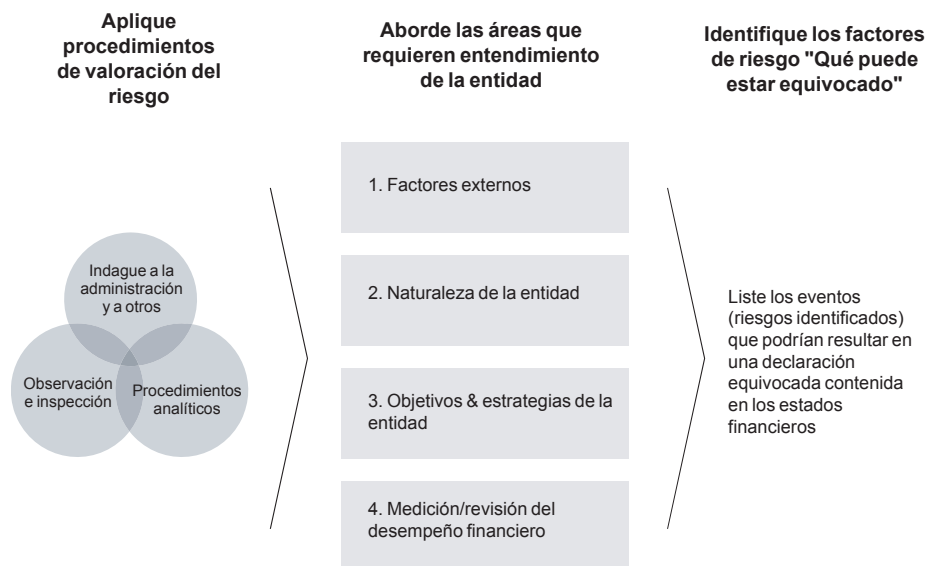 Aplique
procedimientos
de valoración del
riesgo
Aborde las áreas que
requieren entendimiento
de la entidad
Identifique los factores
de riesgo "Qué puede
estar equivocado"
Indague a la
administración
y a otros
Observación
e inspección
Procedimientos
analíticos
1. Factores externos
2. Naturaleza de la entidad
3. Objetivos & estrategias de la
entidad
4. Medición/revisión del
desempeño financiero
Liste los eventos
(riesgos identificados)
que podrían resultar en
una declaración
equivocada contenida
en los estados
financieros